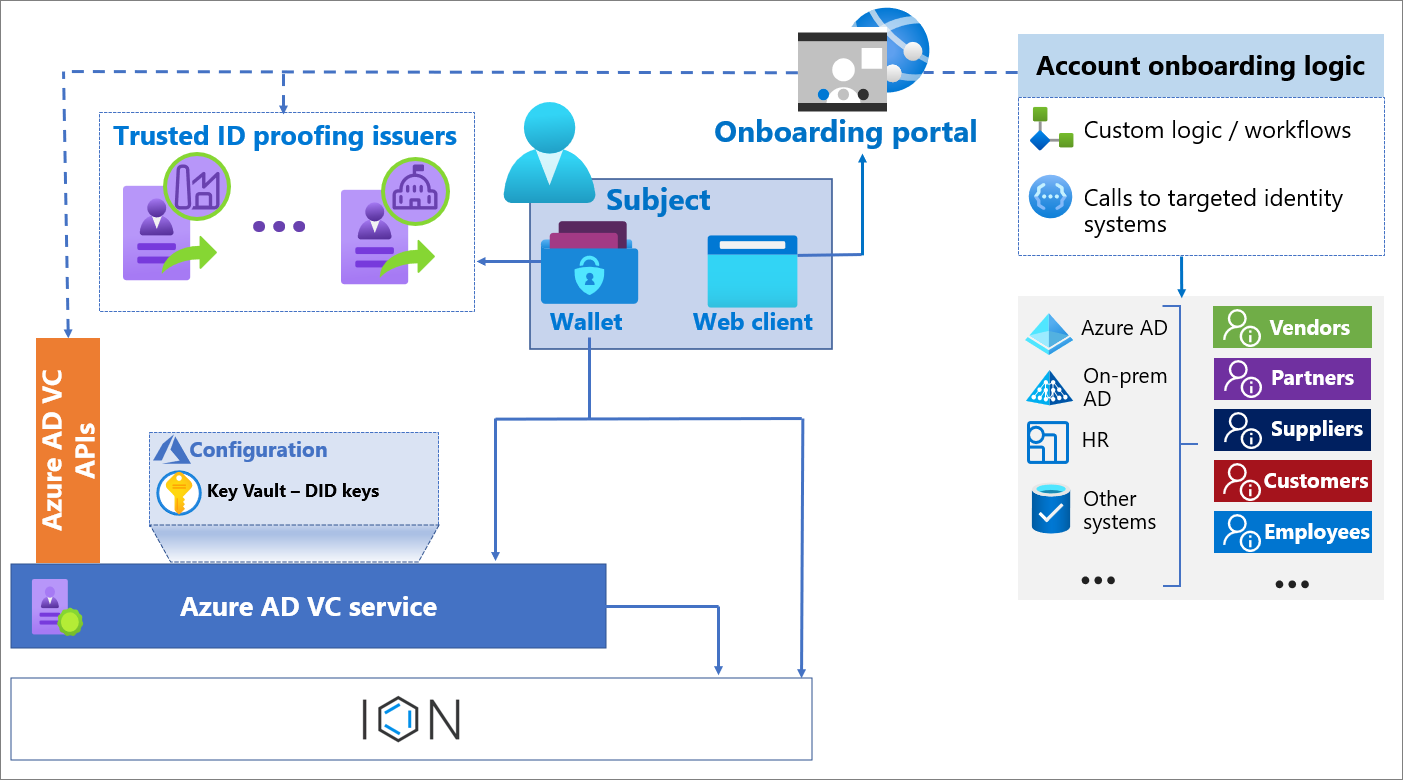 Account onboarding logic
Custom logic / workflows
Calls to targeted identity
systems
Onboarding portal
Trusted ID proofing issuers
Subject
Wallet
Web client
Azure AD
On-prem
AD
HR
Other
systems
Vendors
Partners
Suppliers
Customers
Employees
Azure AD VC
APIs
Configuration
Key Vault – DID keys
Azure AD VC service
ION